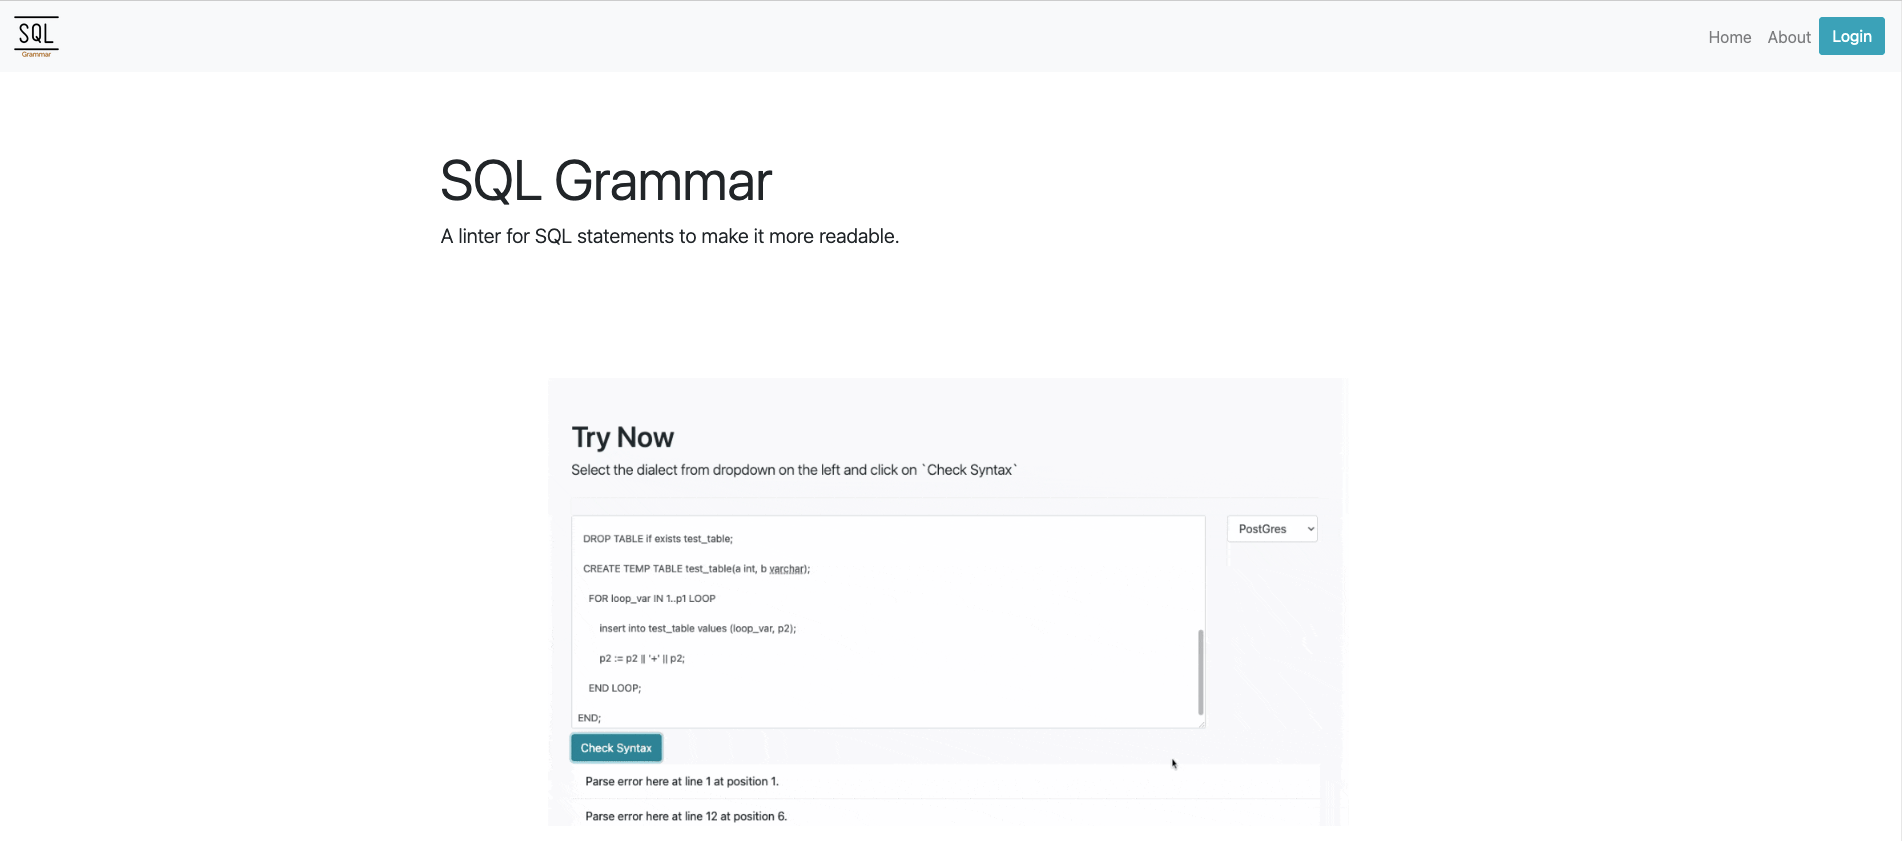 SQL
Grammar
Home About Login
SQL Grammar
A linter for SQL statements to make it more readable.
Try Now
Select the dialect from dropdown on the left and click on `Check Syntax`
PostGres
DROP TABLE if exists test_table;
CREATE TEMP TABLE test_table(a int, b varchar);
FOR loop_var IN 1..p1 LOOP
insert into test_table values (loop_var, p2);
p2 := p2 || '+' || p2;
END LOOP;
END;
Check Syntax
Parse error here at line 1 at position 1.
Parse error here at line 12 at position 6.